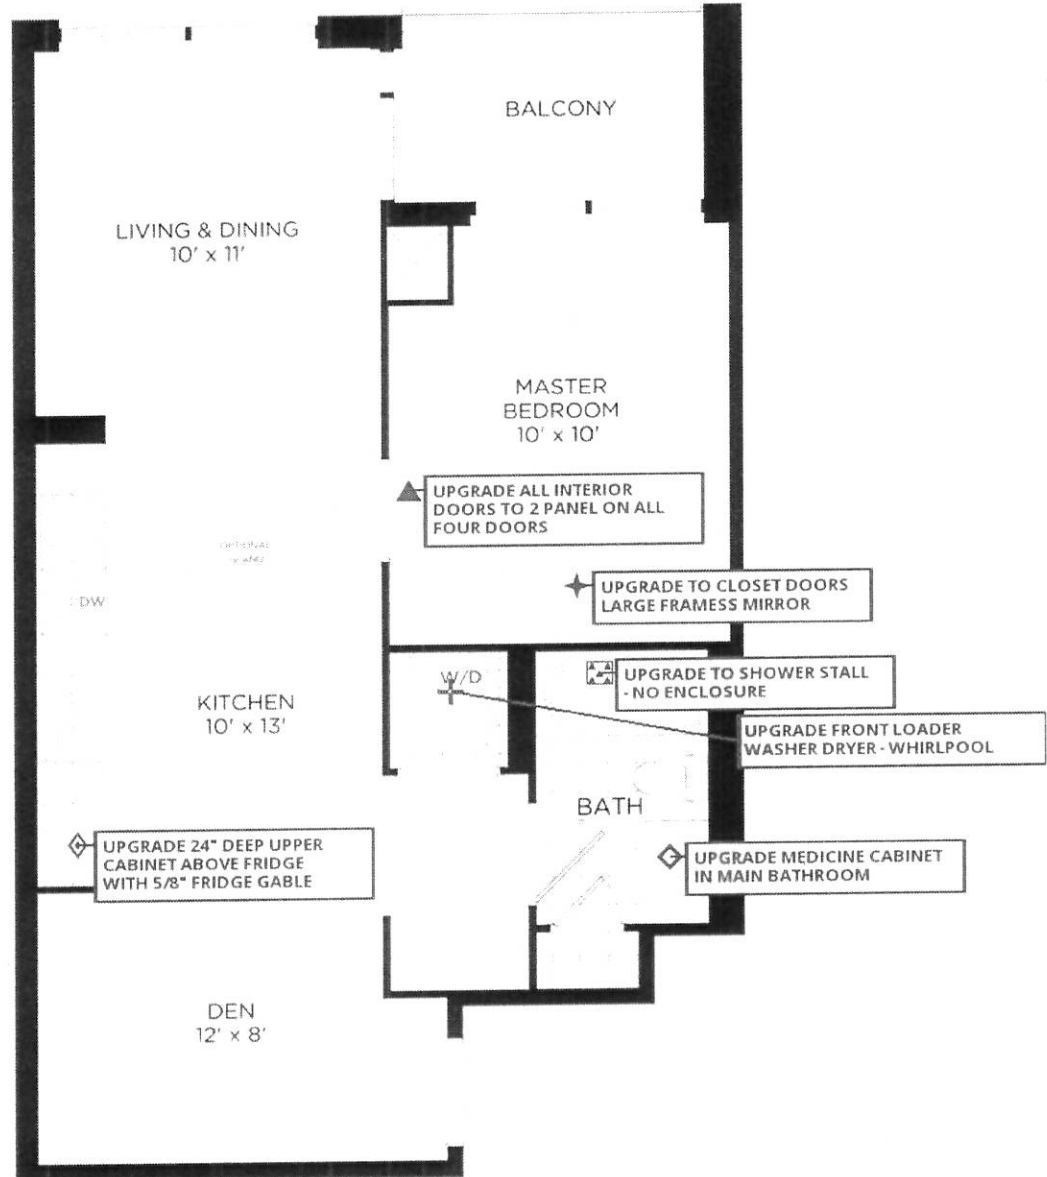 BALCONY
LIVING & DINING
10' x 11'
MASTER
BEDROOM
10' x 10'
UPGRADE ALL INTERIOR
DOORS TO 2 PANEL ON ALL
FOUR DOORS
OPTIONAL
DW
UPGRADE TO CLOSET DOORS
LARGE FRAMESS MIRROR
W/D
UPGRADE TO SHOWER STALL
- NO ENCLOSURE
KITCHEN
10' x 13'
UPGRADE FRONT LOADER
WASHER DRYER - WHIRLPOOL
BATH
UPGRADE 24" DEEP UPPER
CABINET ABOVE FRIDGE
WITH 5/8" FRIDGE GABLE
UPGRADE MEDICINE CABINET
IN MAIN BATHROOM
DEN
12' x 8'